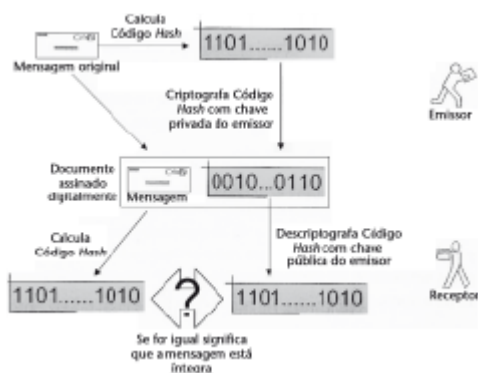 Calcula
Código Hash
1101......1010
Mensagem original
Criptografa Código
Hash com chave
privada do emissor
Emissor
Documento
assinado
digitalmente
Mensagem
0010...0110
Calcula
Código Hash
Descriptografa Código
Hash com chave
pública do emissor
1101......1010
?
1101......1010
Receptor
Se for igual significa
que a mensagem está
íntegra